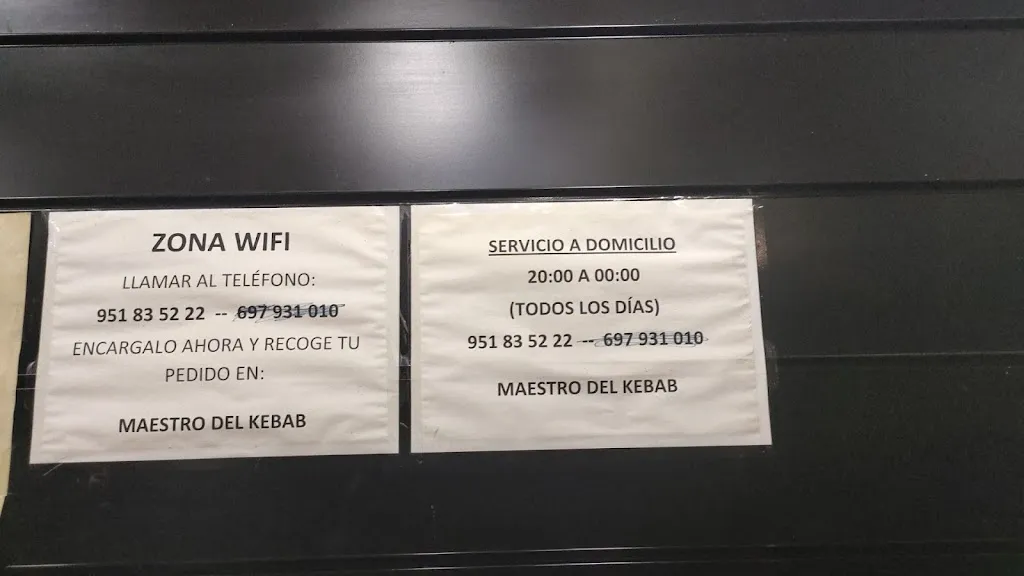 ZONA WIFI
LLAMAR AL TELÉFONO:
951 83 52 22 -- 697 931 010
ENCARGALO AHORA Y RECOGE TU
PEDIDO EN:
MAESTRO DEL KEBAB
SERVICIO A DOMICILIO
20:00 A 00:00
(TODOS LOS DÍAS)
951 83 52 22 -- 697 931 010
MAESTRO DEL KEBAB